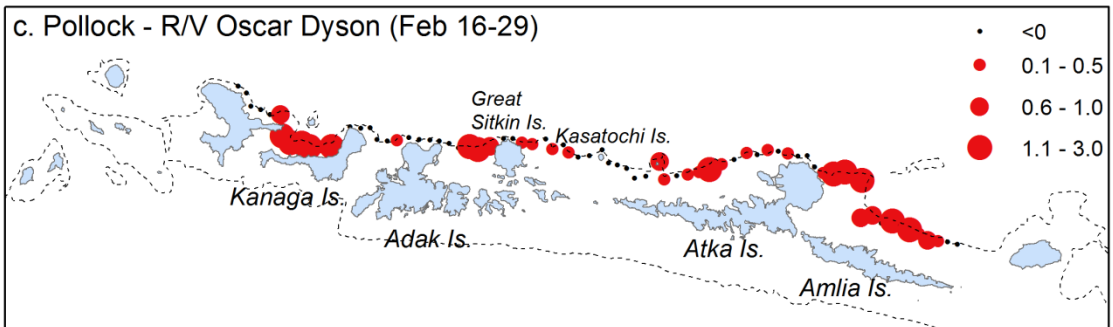 c. Pollock - R/V Oscar Dyson (Feb 16-29)
<0
0.1 - 0.5
0.6 - 1.0
1.1 - 3.0
Great
Sitkin Is.
Kasatochi Is.
Kanaga Is.
Adak Is.
Atka Is.
Amlia Is.